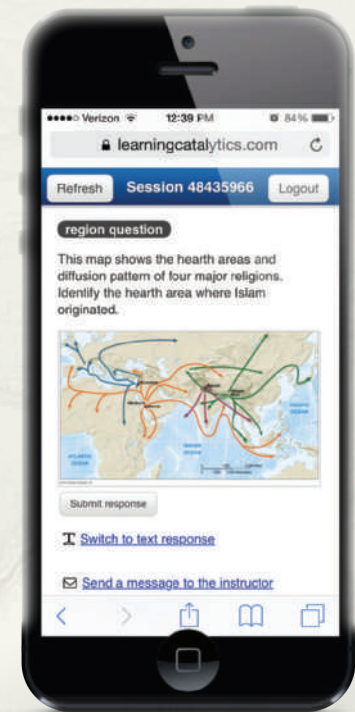 Verizon 12:39 PM 84%
learningcatalytics.com
Refresh Session 48435966 Logout
region question
This map shows the hearth areas and
diffusion pattern of four major religions.
Identify the hearth area where Islam
originated.
ATLANTIC
OCEAN
INDIAN
OCEAN
Submit response
Switch to text response
Send a message to the instructor